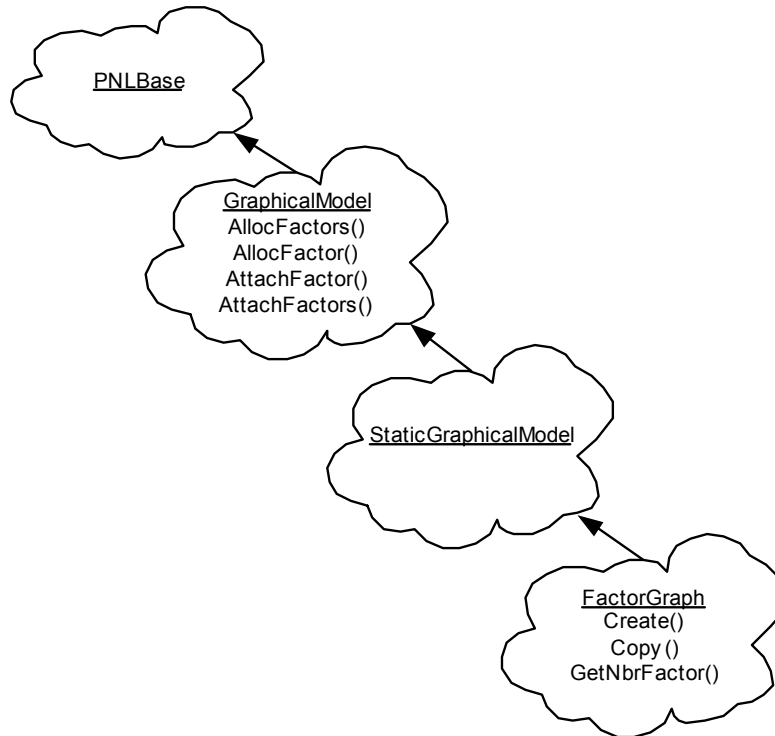 PNLBase
GraphicalModel
AllocFactors()
AllocFactor()
AttachFactor()
AttachFactors()
StaticGraphicalModel
FactorGraph
Create()
Copy()
GetNbrFactor()